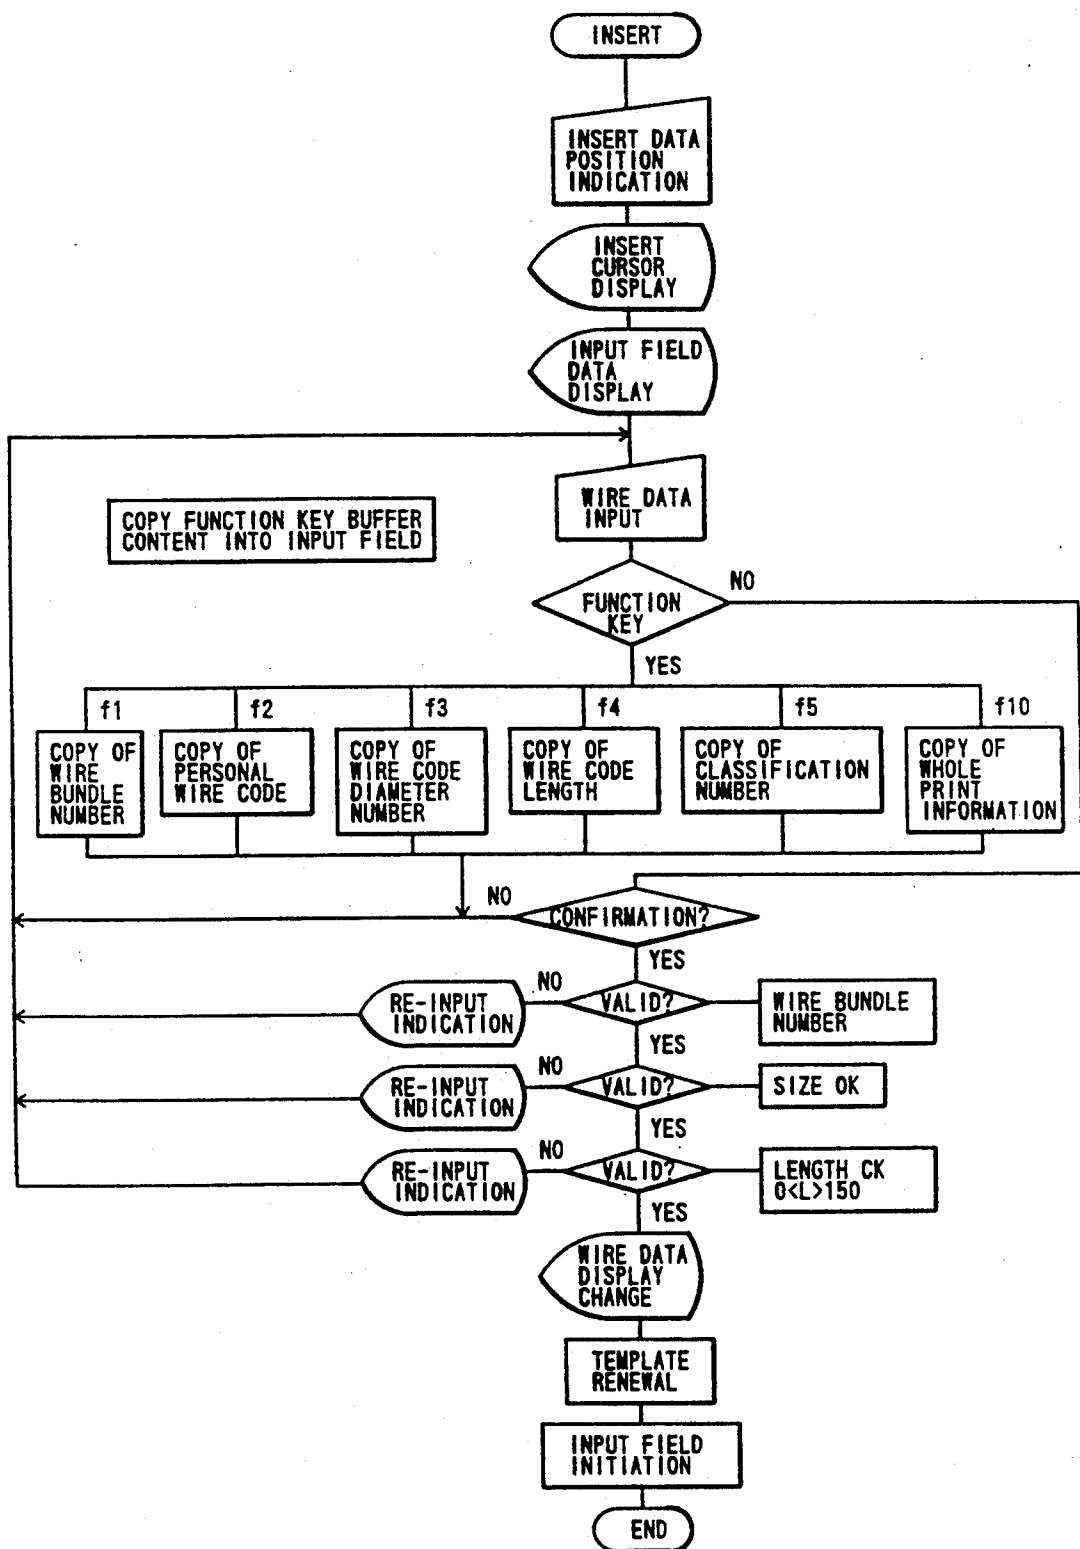 INSERT
INSERT DATA
POSITION
INDICATION
INSERT
CURSOR
DISPLAY
INPUT FIELD
DATA
DISPLAY
WIRE DATA
INPUT
COPY FUNCTION KEY BUFFER
CONTENT INTO INPUT FIELD
FUNCTION
KEY
NO
YES
f1
COPY OF
WIRE
BUNDLE
NUMBER
f2
COPY OF
PERSONAL
WIRE CODE
f3
COPY OF
WIRE CODE
DIAMETER
NUMBER
f4
COPY OF
WIRE CODE
LENGTH
f5
COPY OF
CLASSIFICATION
NUMBER
f10
COPY OF
WHOLE
PRINT
INFORMATION
NO
CONFIRMATION?
YES
RE-INPUT
INDICATION
NO
VALID?
WIRE BUNDLE
NUMBER
YES
RE-INPUT
INDICATION
NO
VALID?
SIZE OK
YES
RE-INPUT
INDICATION
NO
VALID?
LENGTH CK
0<L>150
YES
WIRE DATA
DISPLAY
CHANGE
TEMPLATE
RENEWAL
INPUT FIELD
INITIATION
END